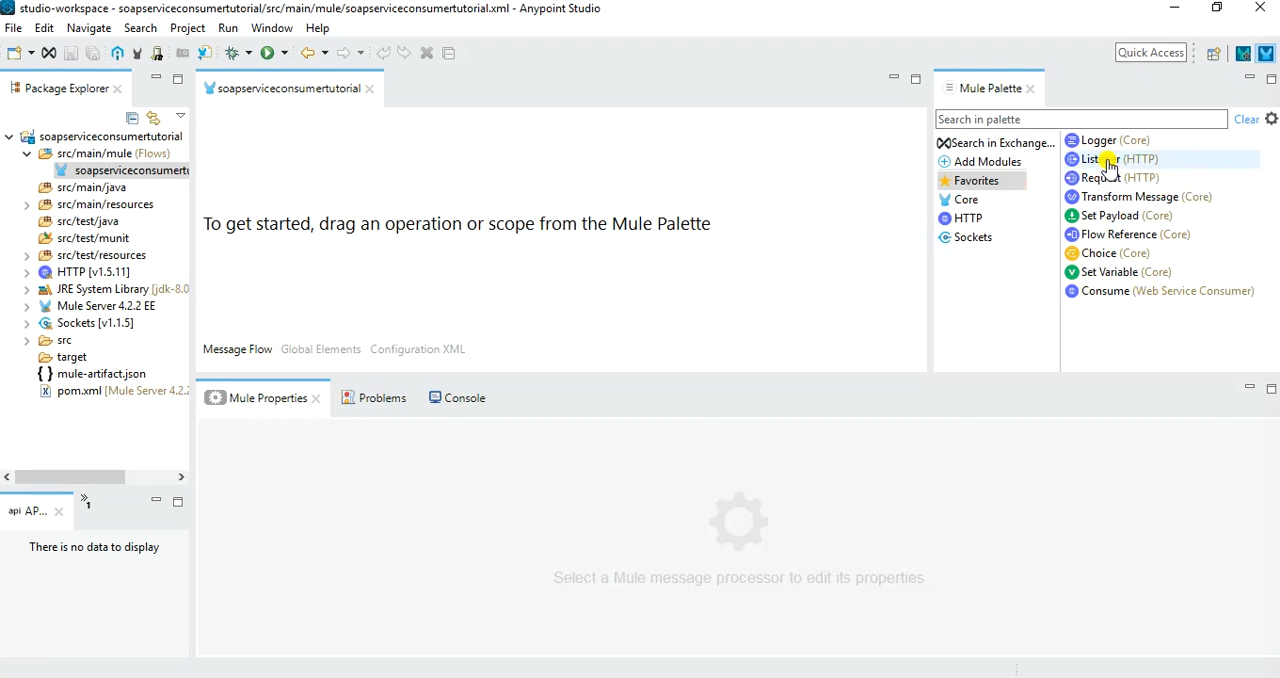 studio-workspace - soapserviceconsumertutorial/src/main/mule/soapserviceconsumertutorial.xml - Anypoint Studio
File Edit Navigate Search Project Run Window Help
Quick Access
Package Explorer
soapserviceconsumertutorial
src/main/mule (Flows)
soapserviceconsumertu
src/main/java
src/main/resources
src/test/java
src/test/munit
src/test/resources
HTTP [v1.5.11]
JRE System Library [jdk-8.0
Mule Server 4.2.2 EE
Sockets [v1.1.5]
src
target
mule-artifact.json
pom.xml [Mule Server 4.2.2
api AP...
1
There is no data to display
soapserviceconsumertutorial
To get started, drag an operation or scope from the Mule Palette
Message Flow Global Elements Configuration XML
Mule Palette
Search in palette
Clear
Search in Exchange...
Add Modules
Favorites
Core
HTTP
Sockets
Logger (Core)
(HTTP)
(HTTP)
Transform Message (Core)
Set Payload (Core)
Flow Reference (Core)
Choice (Core)
Set Variable (Core)
Consume (Web Service Consumer)
Mule Properties
Problems
Console
Select a Mule message processor to edit its properties